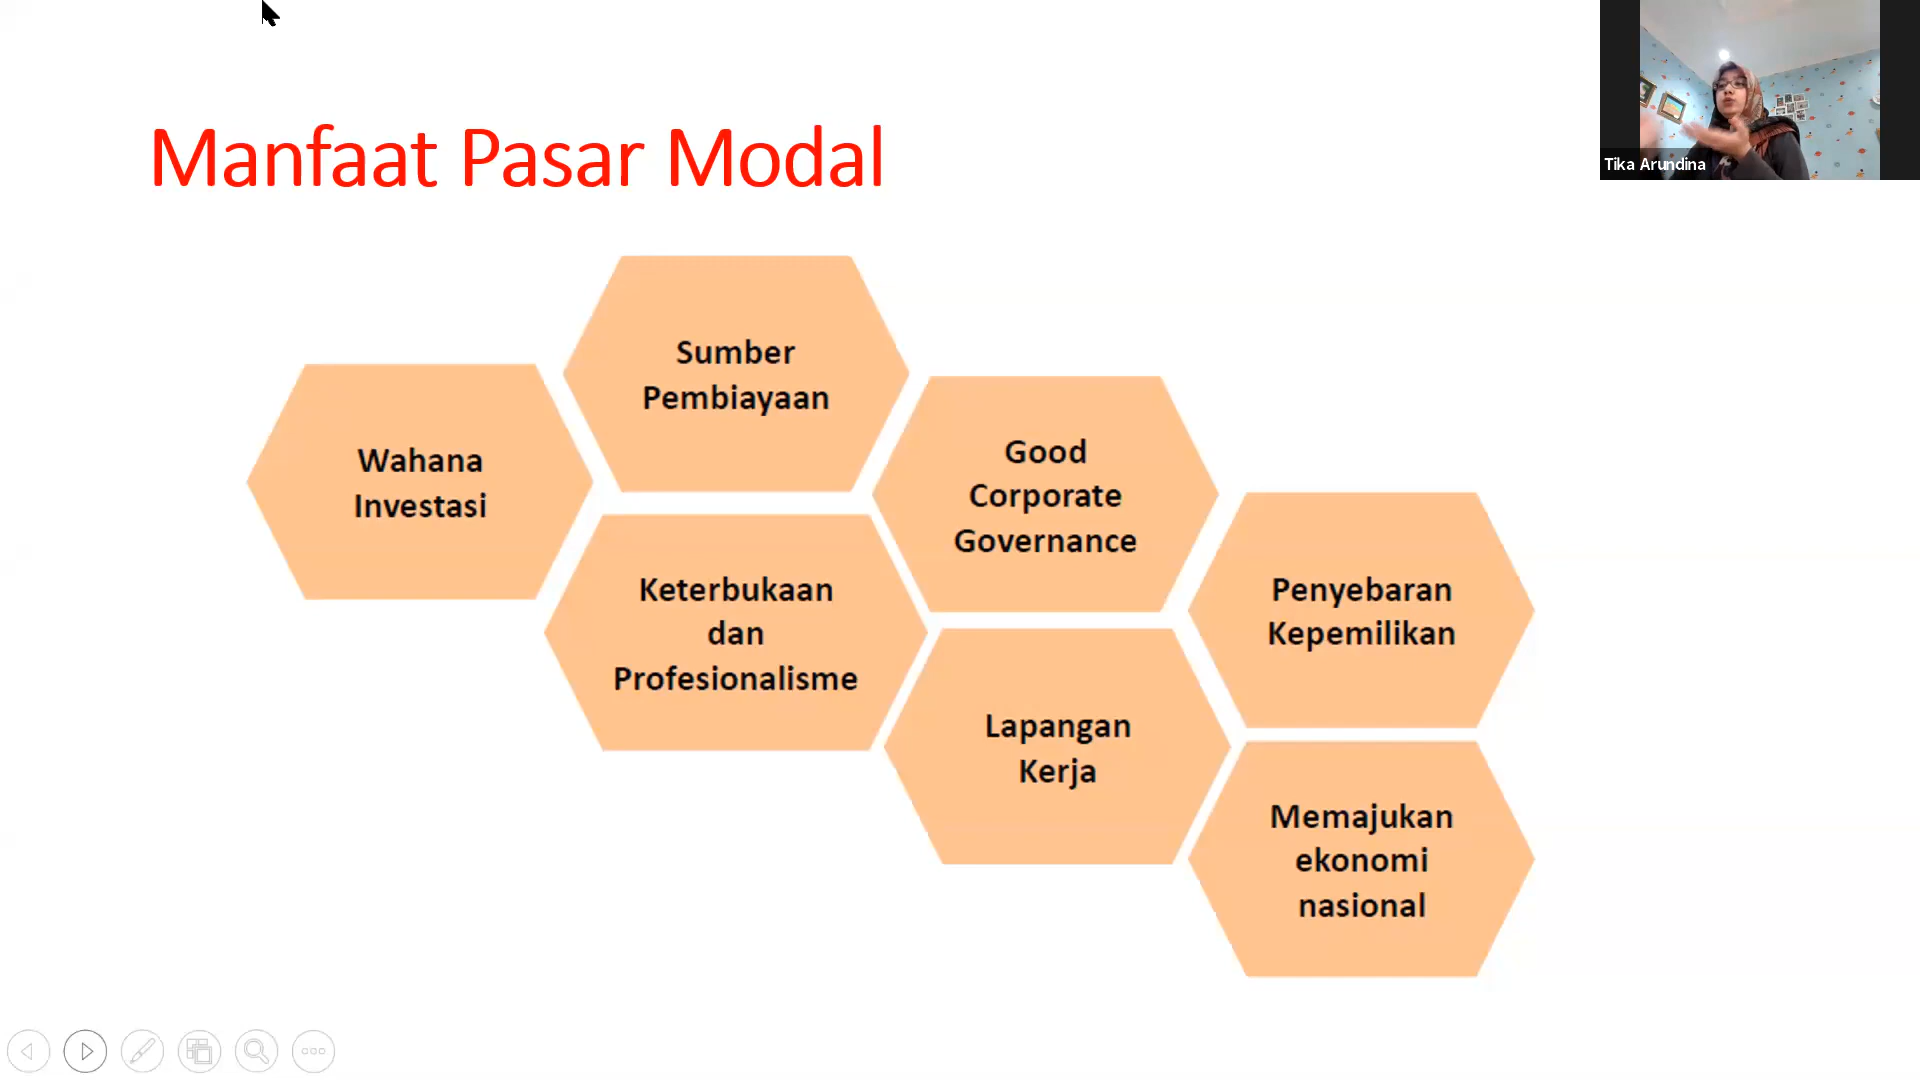 Manfaat Pasar Modal
Tika Arundina
Sumber
Pembiayaan
Wahana
Investasi
Good
Corporate
Governance
Keterbukaan
dan
Profesionalisme
Penyebaran
Kepemilikan
Lapangan
Kerja
Memajukan
ekonomi
nasional